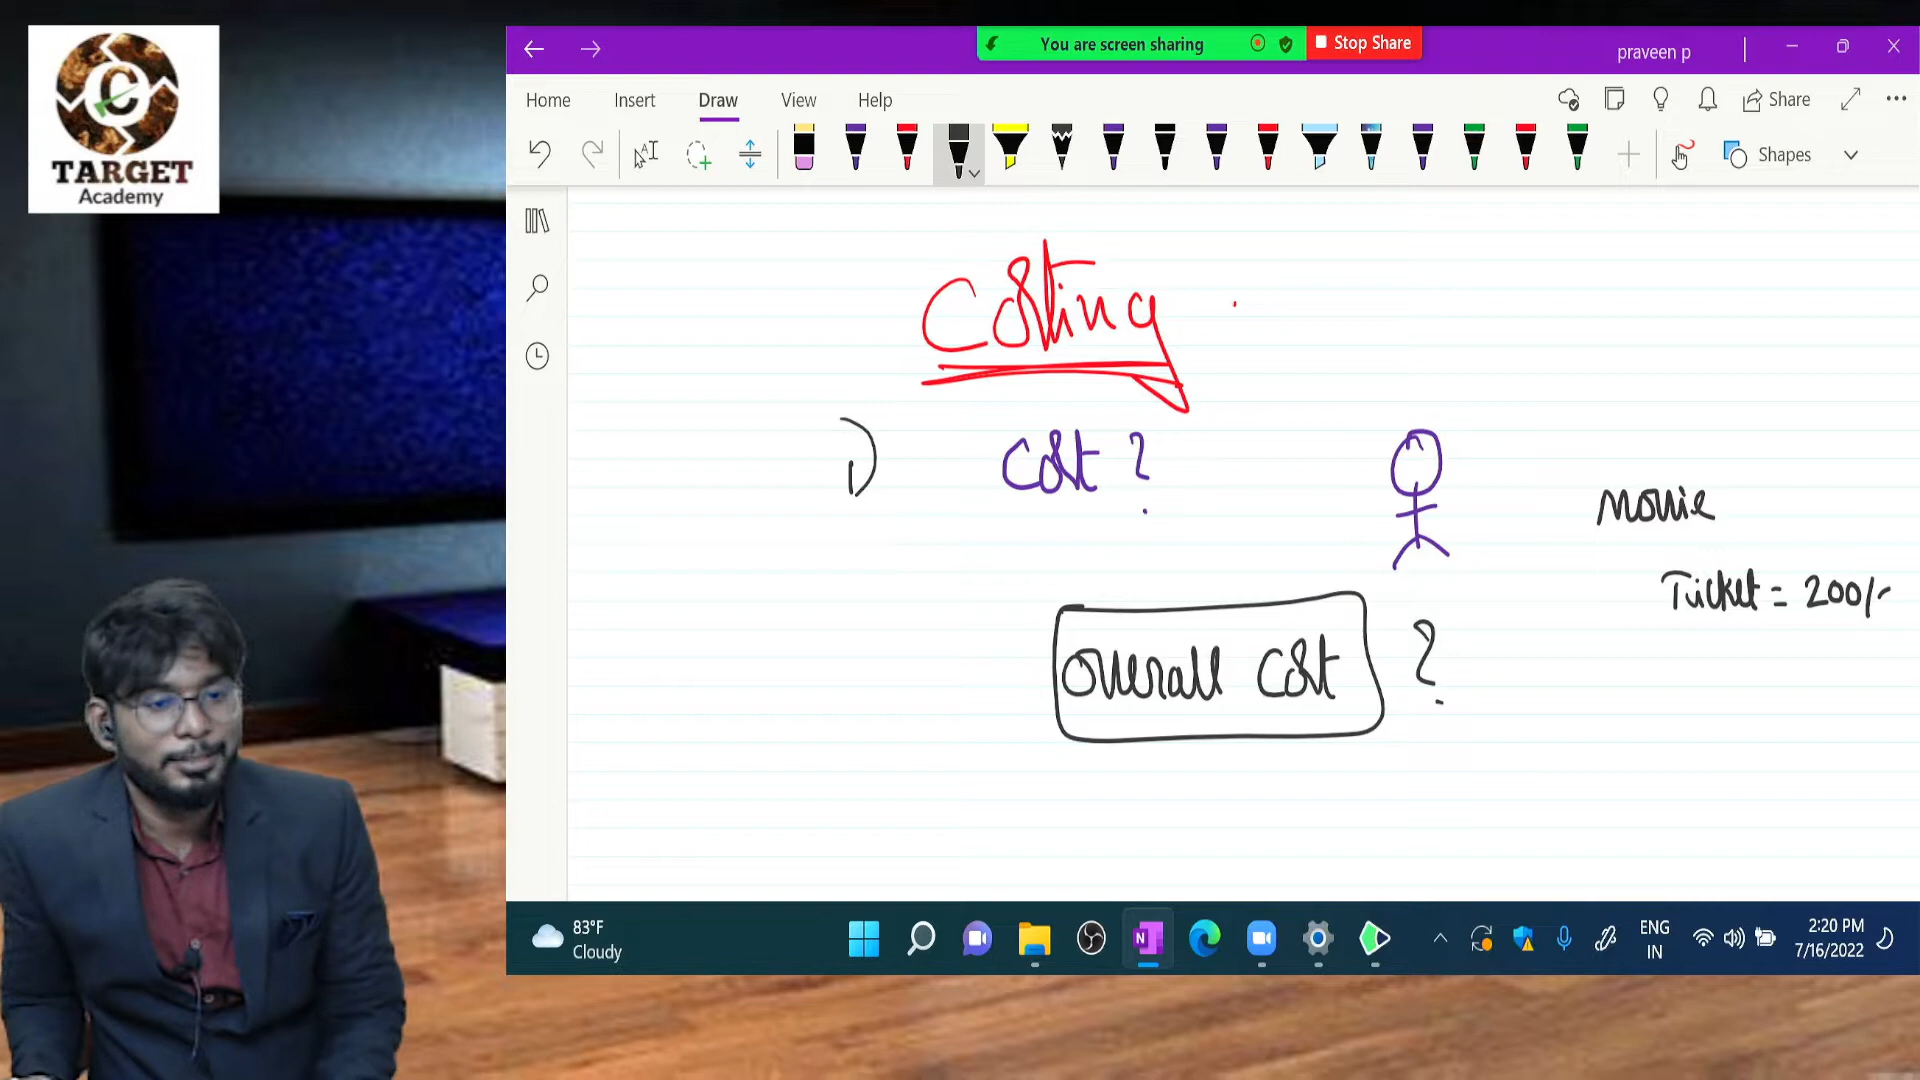 TARGET
Academy
You are screen sharing
Stop Share
praveen p
Home Insert Draw View Help
Share
Shapes
Costing
1) Cost ?
Movie
Ticket = 200/-
Overall Cost ?
83°F
Cloudy
ENG
IN
2:20 PM
7/16/2022